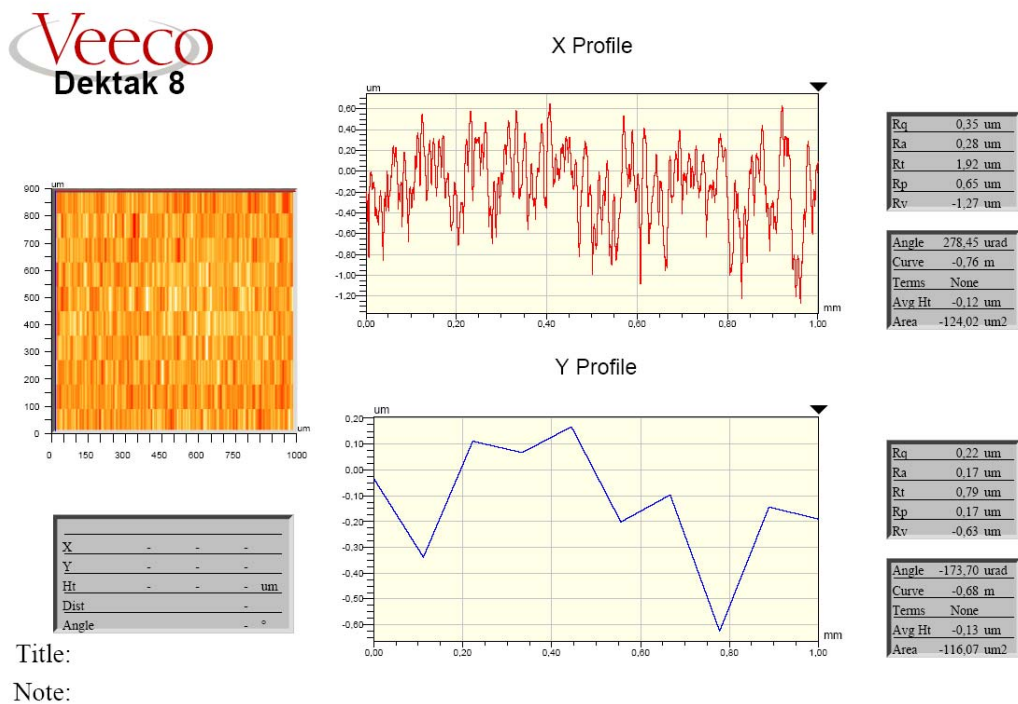 Veeco
Dektak 8
X Profile
um
0,60
0,40
0,20
0,00
-0,20
-0,40
-0,60
-0,80
-1,00
-1,20
0,00 0,20 0,40 0,60 0,80 1,00
mm
Rq 0,35 um
Ra 0,28 um
Rt 1,92 um
Rp 0,65 um
Rv -1,27 um
Angle 278,45 urad
Curve -0,76 m
Terms None
Avg Ht -0,12 um
Area -124,02 um2
um
900
800
700
600
500
400
300
200
100
0
um
0 150 300 450 600 750 1000
Y Profile
um
0,20
0,10
0,00
-0,10
-0,20
-0,30
-0,40
-0,50
-0,60
mm
0,00 0,20 0,40 0,60 0,80 1,00
Rq 0,22 um
Ra 0,17 um
Rt 0,79 um
Rp 0,17 um
Rv -0,63 um
Angle -173,70 urad
Curve -0,68 m
Terms None
Avg Ht -0,13 um
Area -116,07 um2
X - - -
Y - - -
Ht - - - um
Dist -
Angle - °
Title:
Note: